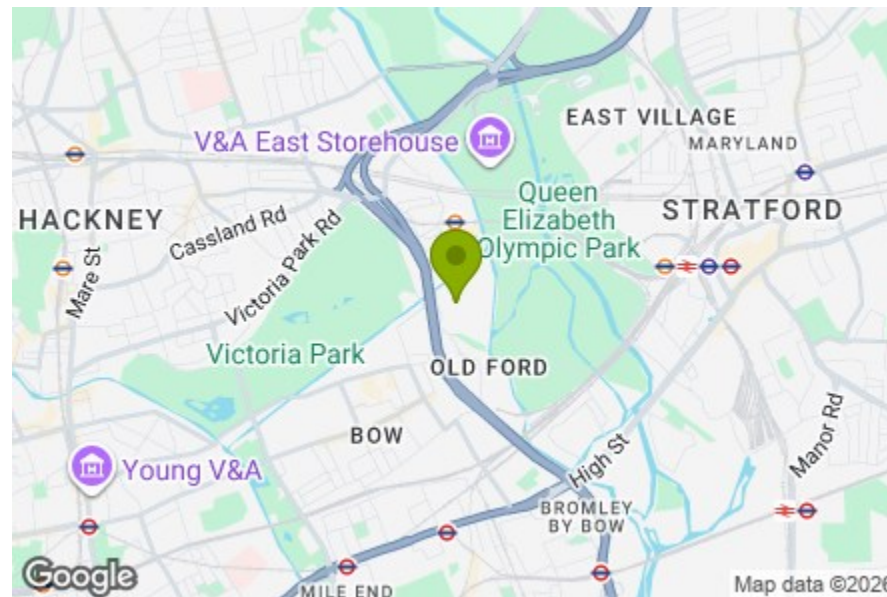 EAST VILLAGE
V&A East Storehouse
MARYLAND
Queen
Elizabeth
Olympic Park
STRATFORD
HACKNEY
Cassland Rd
Victoria Park Rd
Mare St
Victoria Park
OLD FORD
BOW
Manor Rd
High St
Young V&A
BROMLEY
BY BOW
MILE END
Google
Map data ©2026